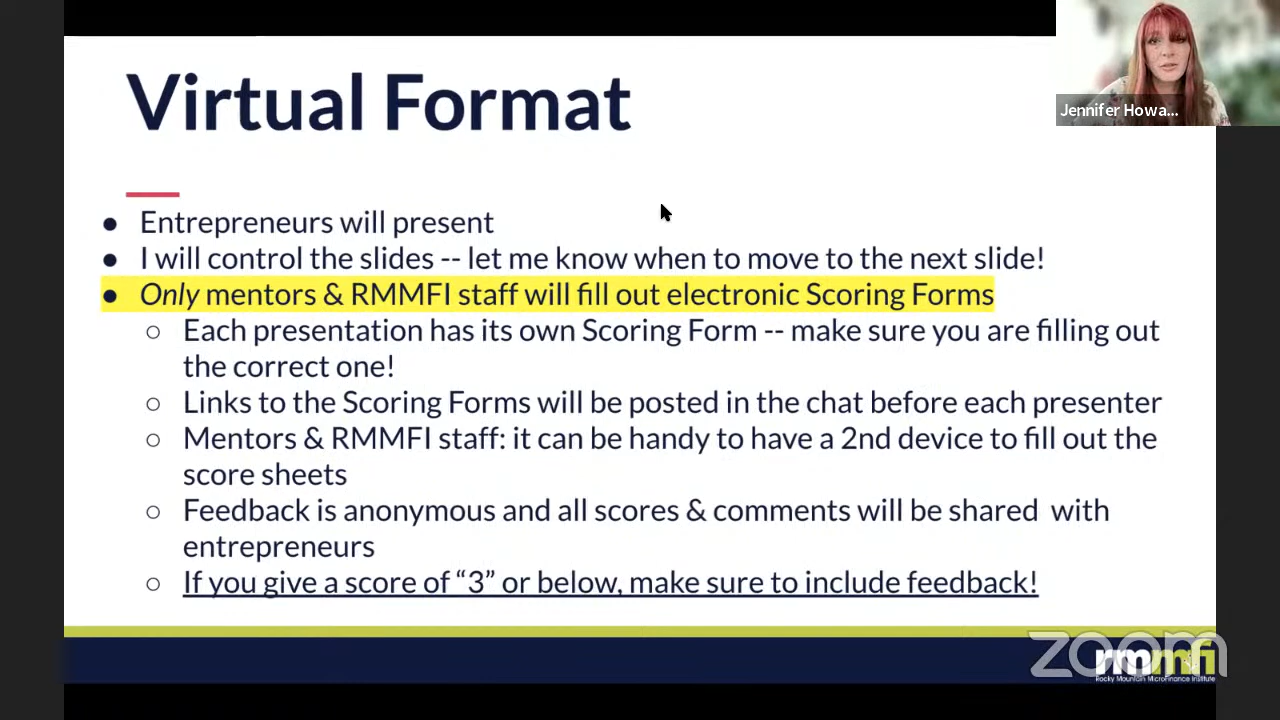 Virtual Format
Jennifer Howa...
● Entrepreneurs will present
● I will control the slides -- let me know when to move to the next slide!
● Only mentors & RMMFI staff will fill out electronic Scoring Forms
○ Each presentation has its own Scoring Form -- make sure you are filling out
the correct one!
○ Links to the Scoring Forms will be posted in the chat before each presenter
○ Mentors & RMMFI staff: it can be handy to have a 2nd device to fill out the
score sheets
○ Feedback is anonymous and all scores & comments will be shared with
entrepreneurs
○ If you give a score of “3” or below, make sure to include feedback!
zoom
rmmfi
Rocky Mountain MicroFinance Institute